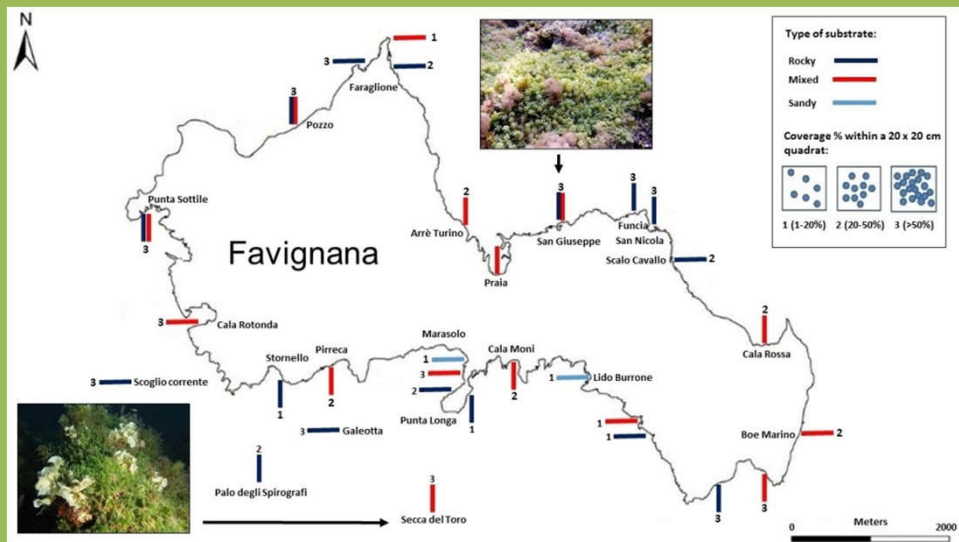 N
1
3
2
Faraglione
3
Pozzo
Type of substrate:
Rocky
Mixed
Sandy
Coverage % within a 20 x 20 cm
quadrat:
1 (1-20%) 2 (20-50%) 3 (>50%)
Punta Sottile
3
Favignana
2
Arrè Turino
Praia
3
San Giuseppe
3
3
Funcia
San Nicola
Scalo Cavallo
2
3
Cala Rotonda
2
Cala Rossa
Stornello
1
Pirreca
2
Marasolo
1
3
2
Punta Longa
1
Cala Moni
2
1
Lido Burrone
3
Scoglio corrente
3
Galeotta
1
1
Boe Marino
2
2
Palo degli Spirografi
3
Secca del Toro
3
3
0
Meters
2000